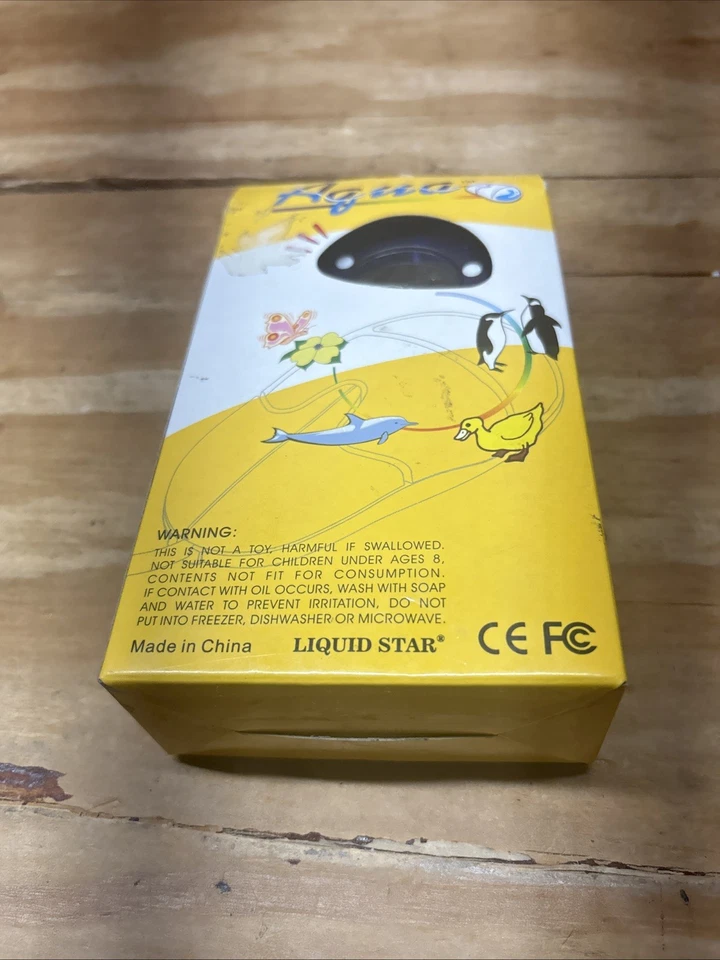 Aqua
WARNING:
THIS IS NOT A TOY, HARMFUL IF SWALLOWED.
NOT SUITABLE FOR CHILDREN UNDER AGES 8,
CONTENTS NOT FIT FOR CONSUMPTION.
IF CONTACT WITH OIL OCCURS, WASH WITH SOAP
AND WATER TO PREVENT IRRITATION, DO NOT
PUT INTO FREEZER, DISHWASHER OR MICROWAVE.
Made in China LIQUID STAR® CE FC